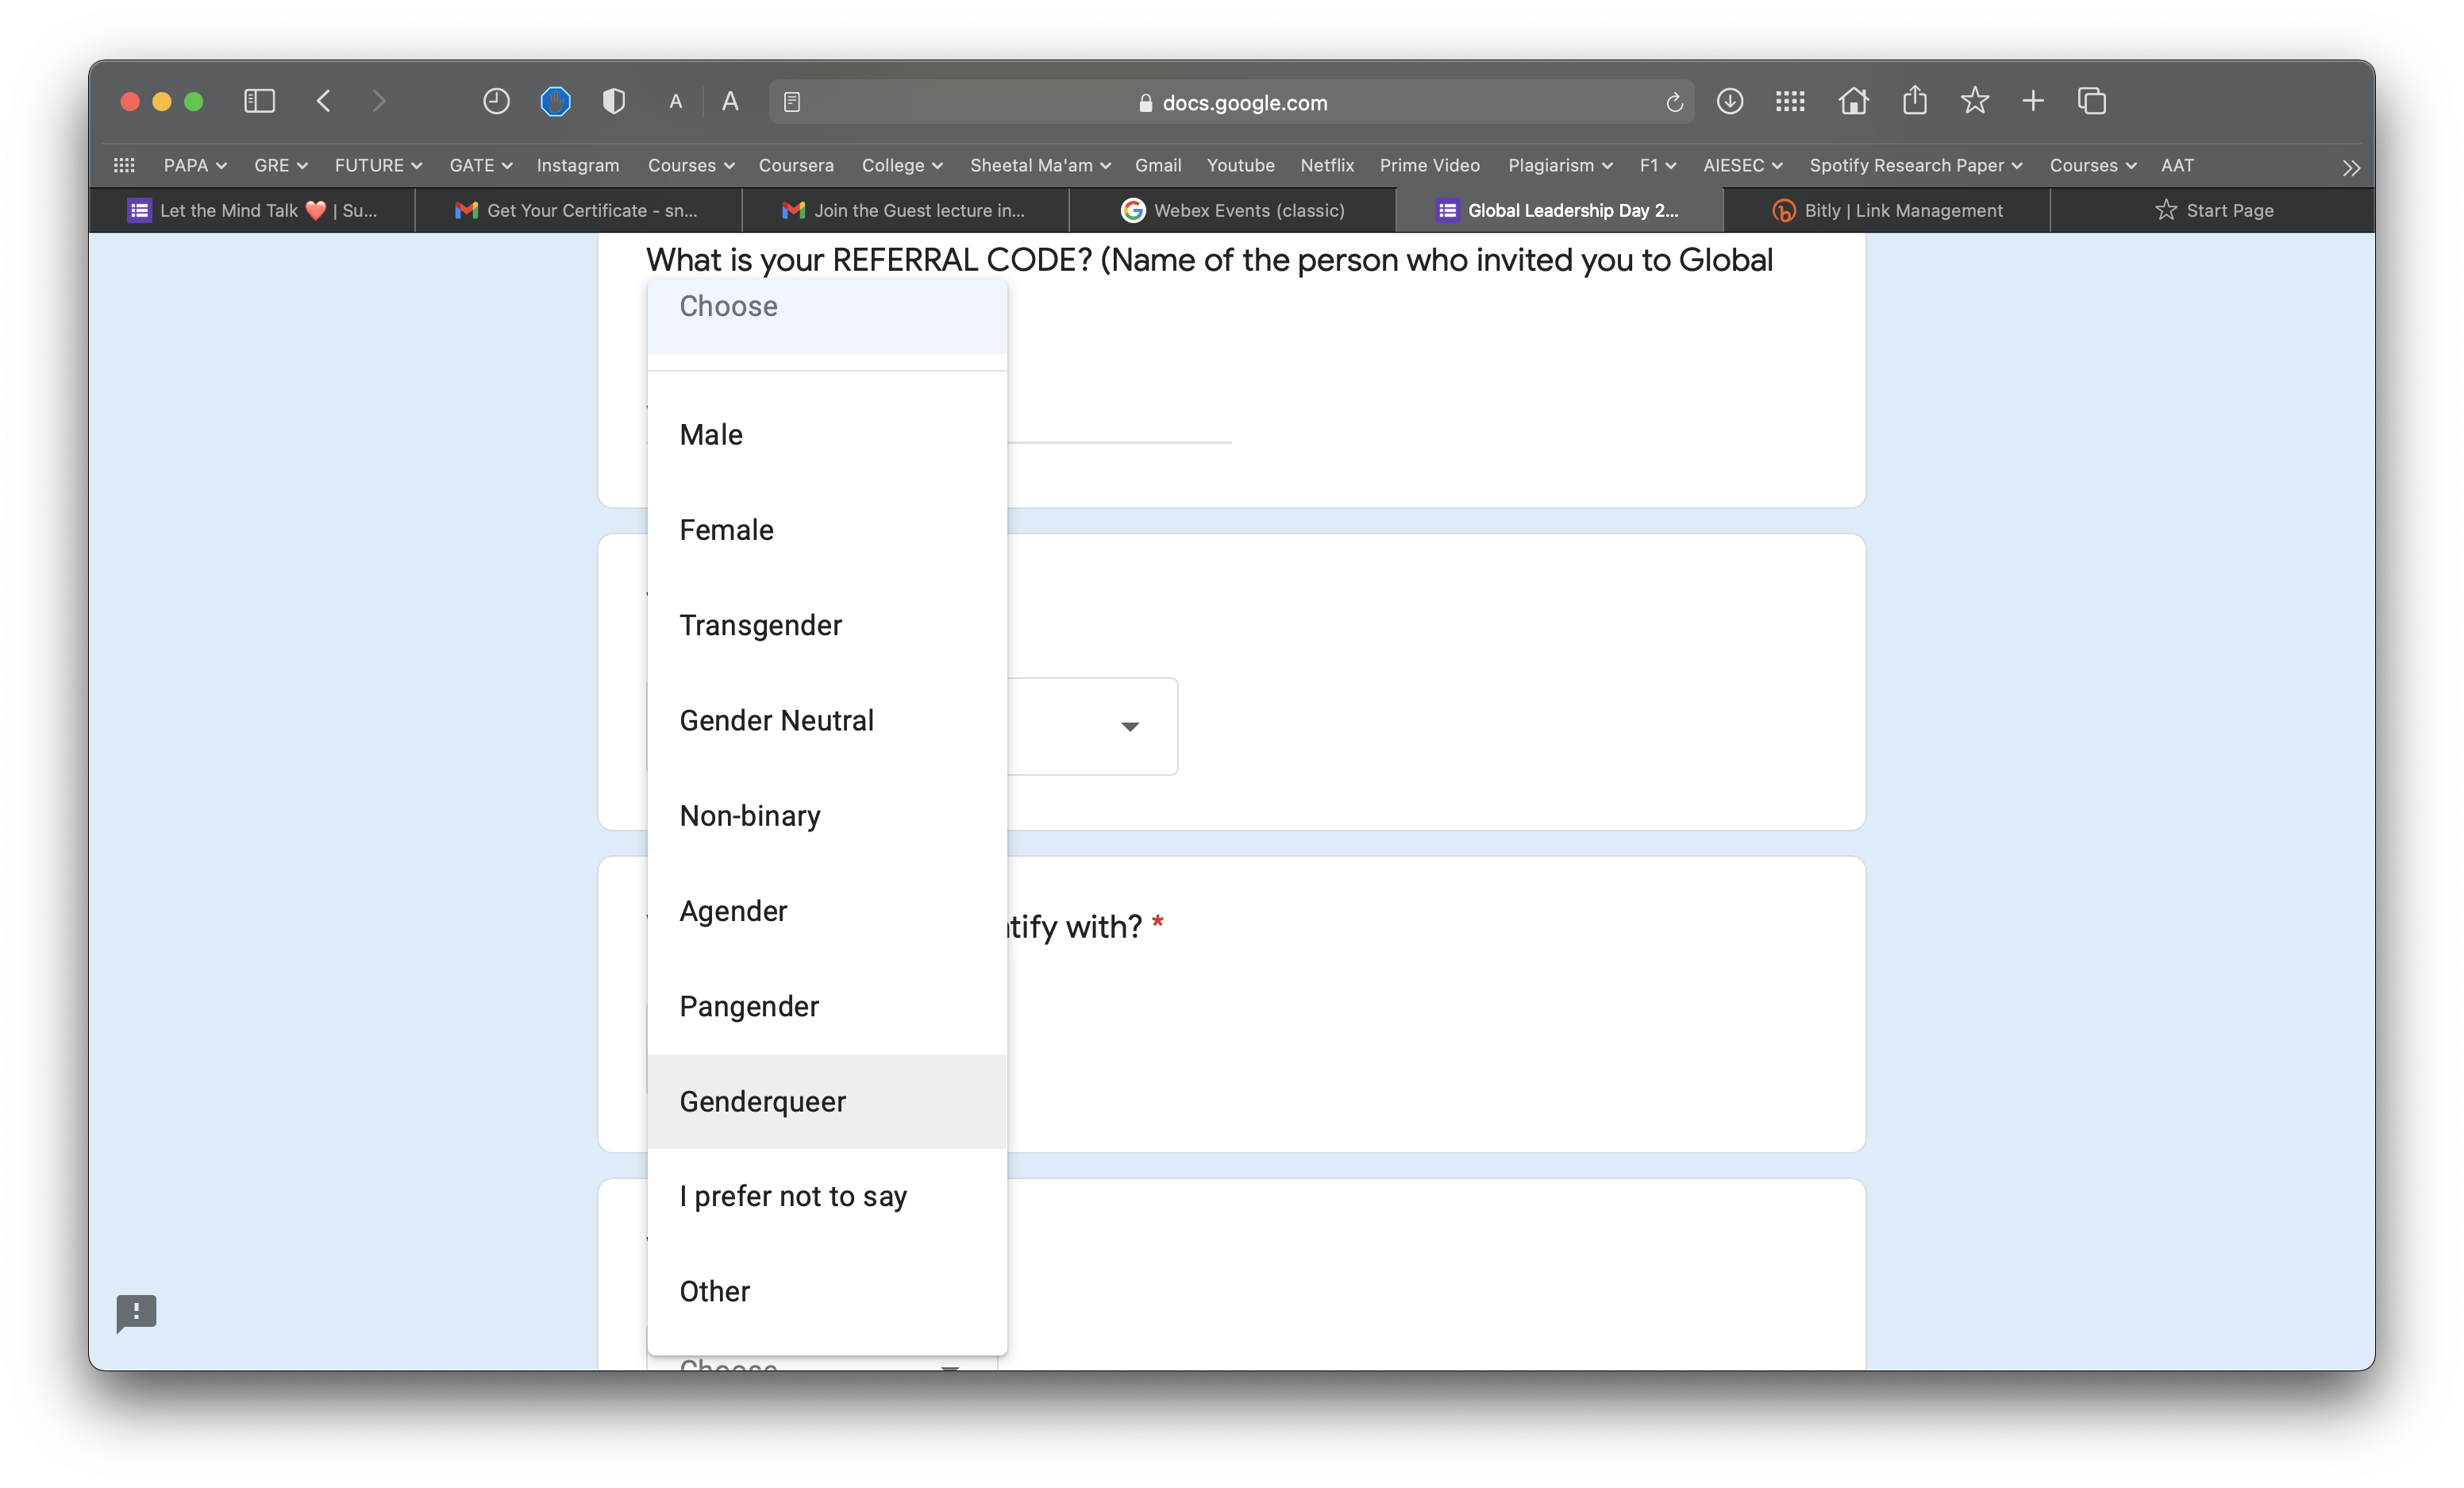 A A docs.google.com
PAPA GRE FUTURE GATE Instagram Courses Coursera College Sheetal Ma'am Gmail Youtube Netflix Prime Video Plagiarism F1 AIESEC Spotify Research Paper Courses AAT
Let the Mind Talk ❤️ | Su... Get Your Certificate - sn... Join the Guest lecture in... Webex Events (classic) Global Leadership Day 2... Bitly | Link Management Start Page
What is your REFERRAL CODE? (Name of the person who invited you to Global
Choose
Male
Female
Transgender
Gender Neutral
Non-binary
Agender
tify with? *
Pangender
Genderqueer
I prefer not to say
Other
Choose